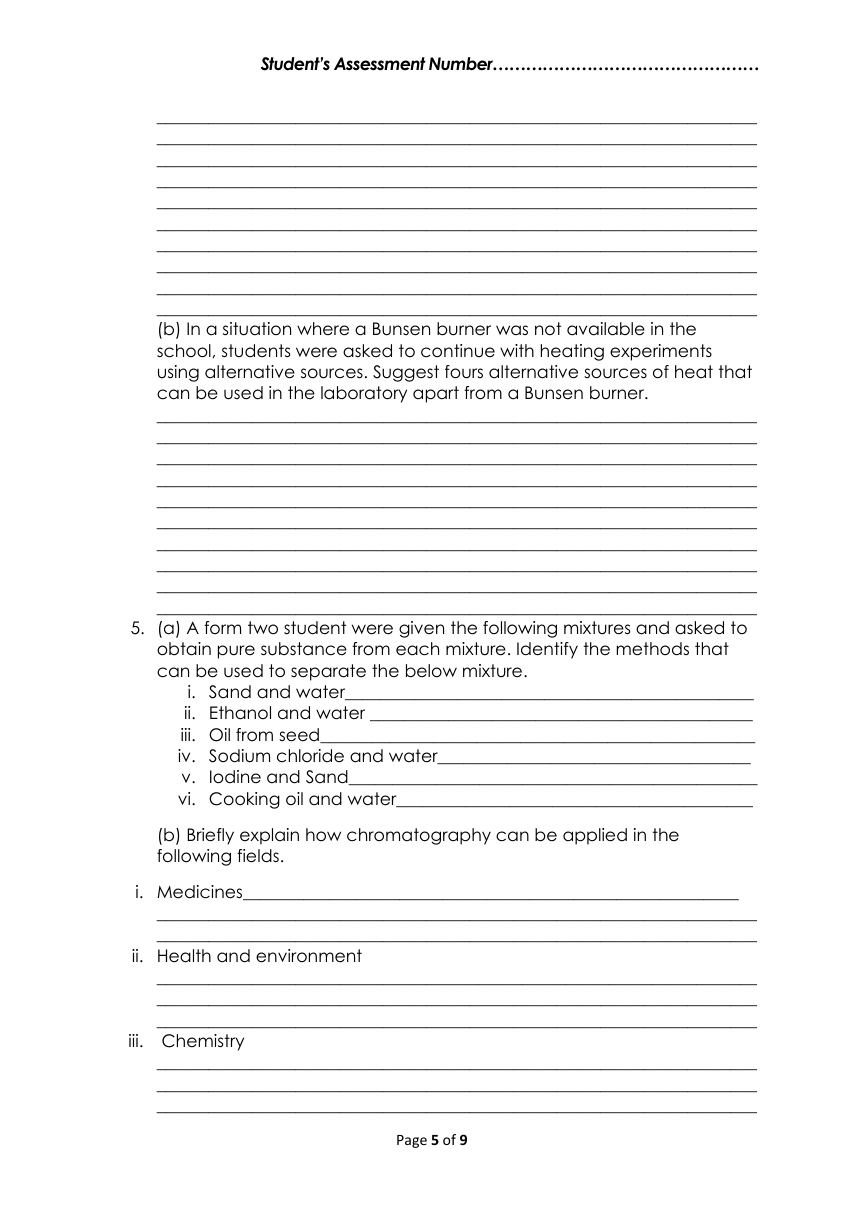 Student's Assessment Number................................................
(b) In a situation where a Bunsen burner was not available in the
school, students were asked to continue with heating experiments
using alternative sources. Suggest fours alternative sources of heat that
can be used in the laboratory apart from a Bunsen burner.
5. (a) A form two student were given the following mixtures and asked to
obtain pure substance from each mixture. Identify the methods that
can be used to separate the below mixture.
i. Sand and water
ii. Ethanol and water
iii. Oil from seed
iv. Sodium chloride and water
v. Iodine and Sand
vi. Cooking oil and water
(b) Briefly explain how chromatography can be applied in the
following fields.
i. Medicines
ii. Health and environment
iii. Chemistry
Page 5 of 9